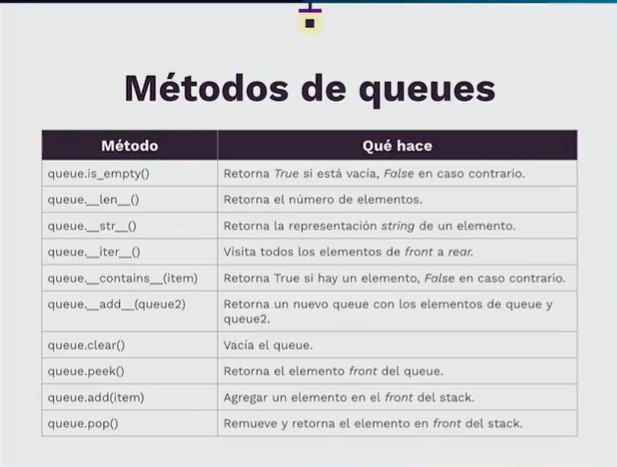 Métodos de queues
Método Qué hace
queue.is_empty() Retorna True si está vacía, False en caso contrario.
queue.__len__() Retorna el número de elementos.
queue.__str__() Retorna la representación string de un elemento.
queue.__iter__() Visita todos los elementos de front a rear.
queue.__contains__(item) Retorna True si hay un elemento, False en caso contrario.
queue.__add__(queue2) Retorna un nuevo queue con los elementos de queue y
queue2.
queue.clear() Vacía el queue.
queue.peek() Retorna el elemento front del queue.
queue.add(item) Agregar un elemento en el front del stack.
queue.pop() Remueve y retorna el elemento en front del stack.